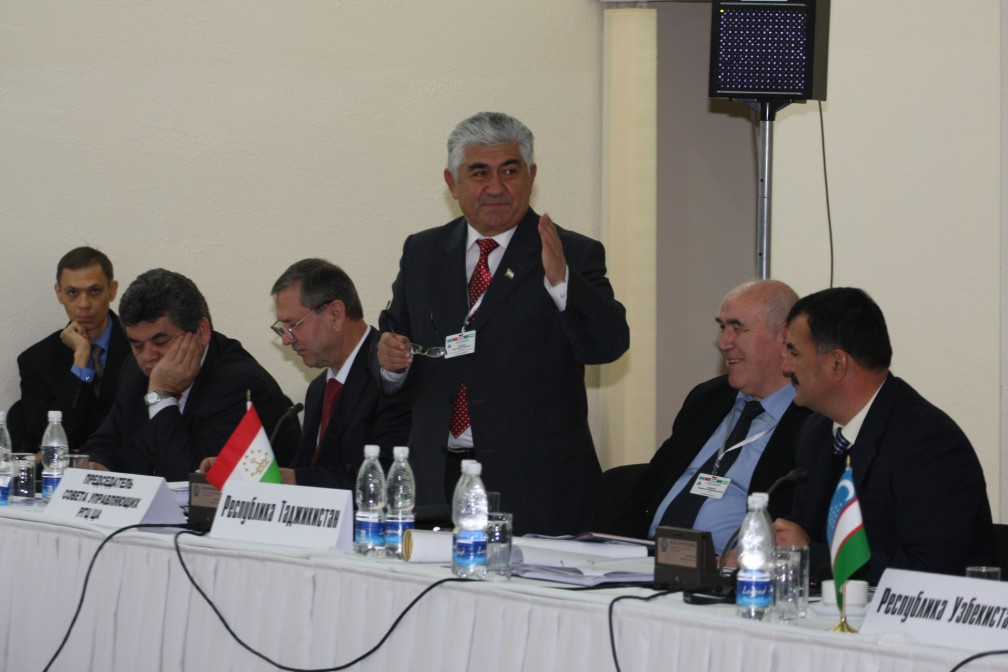 ПРЕДСЕДАТЕЛЬ
СОВЕТА УПРАВЛЯЮЩИХ
РГЦ ЦА
Республика Таджикистан
Республика Узбекиста